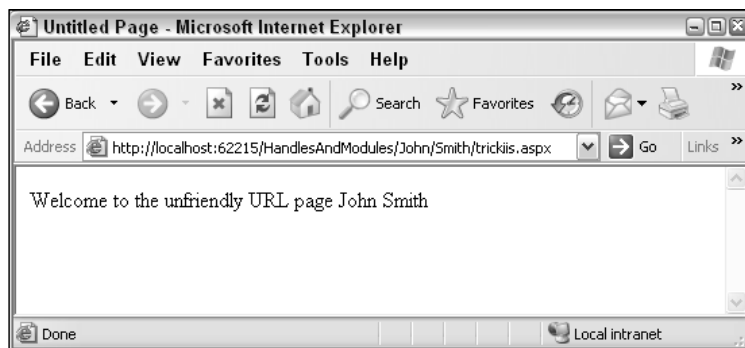 Untitled Page - Microsoft Internet Explorer
File Edit View Favorites Tools Help
Back Search Favorites »
Address http://localhost:62215/HandlesAndModules/John/Smith/trickiis.aspx Go Links »
Welcome to the unfriendly URL page John Smith
Done Local intranet